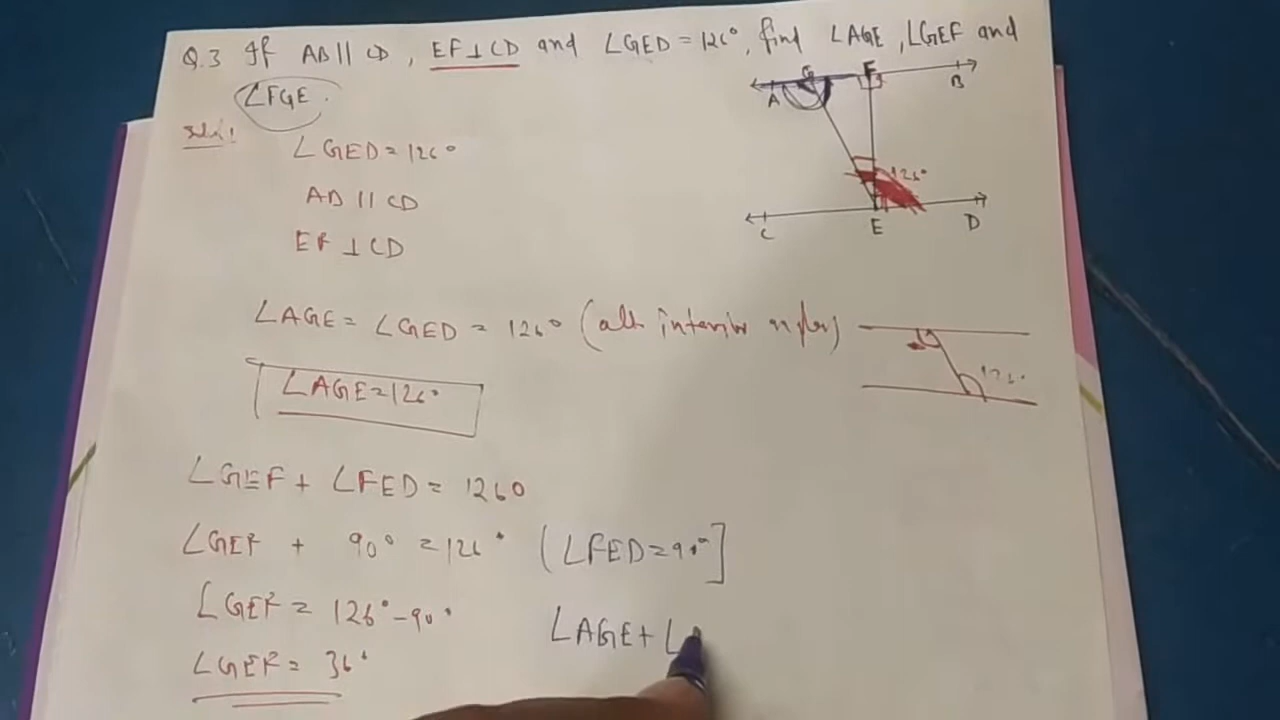 Q.3 If AB || CD, EF ⊥ CD and ∠GED = 126°, find ∠AGE, ∠GEF and
∠FGE.
Soln:
∠GED = 126°
AB || CD
EF ⊥ CD
G F
A B
126°
C E D
∠AGE = ∠GED = 126° (alt interior angles)
126°
∠AGE = 126°
∠GEF + ∠FED = 1260
∠GEF + 90° = 126° (∠FED = 90°]
∠GEF = 126° - 90°
∠AGE + ∠
∠GEF = 36°